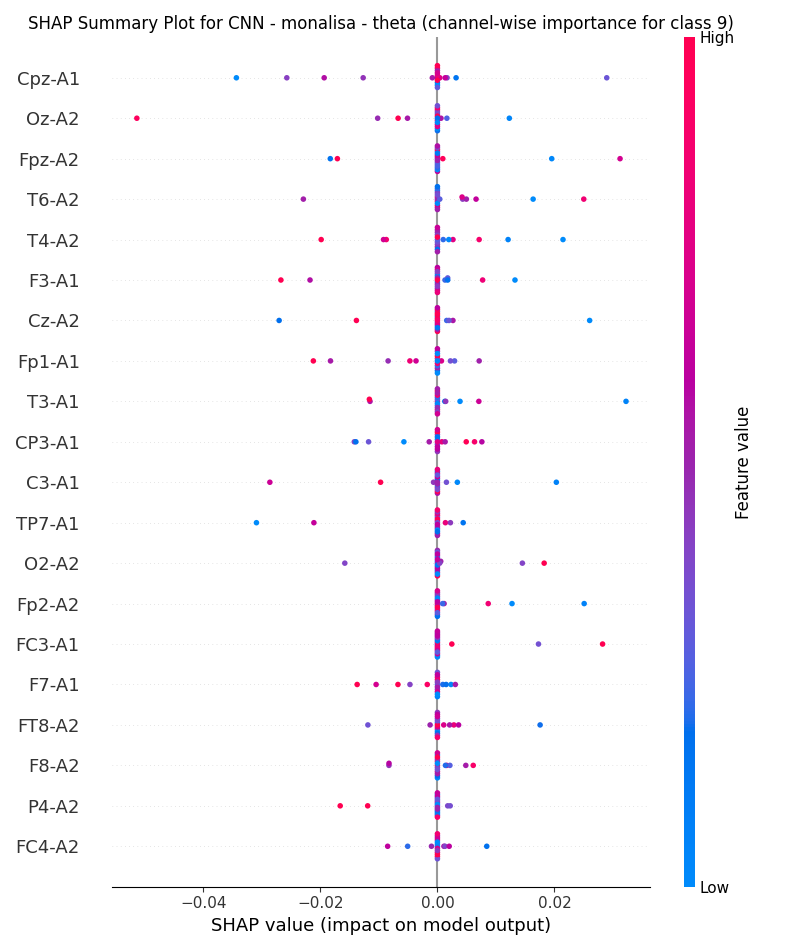 SHAP Summary Plot for CNN - monalisa - theta (channel-wise importance for class 9)
High
Cpz-A1
Oz-A2
Fpz-A2
T6-A2
T4-A2
F3-A1
Cz-A2
Fp1-A1
T3-A1
CP3-A1
C3-A1
TP7-A1
O2-A2
Fp2-A2
FC3-A1
F7-A1
FT8-A2
F8-A2
P4-A2
FC4-A2
Feature value
Low
−0.04 −0.02 0.00 0.02
SHAP value (impact on model output)